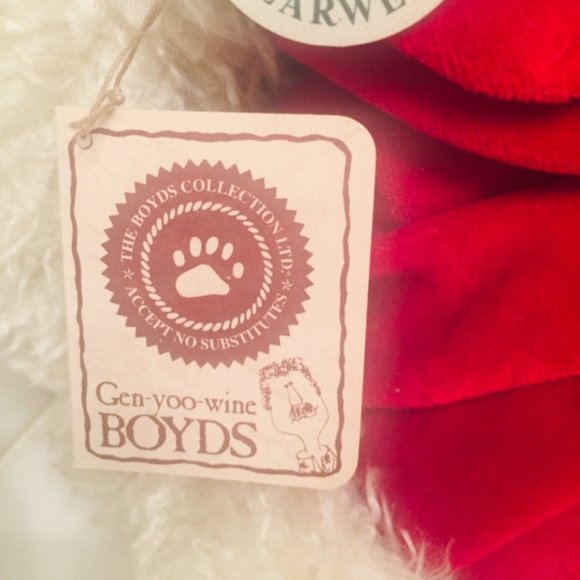 THE BOYDS COLLECTION LTD.
★ ACCEPT NO SUBSTITUTES ★
Gen-yoo-wine
BOYDS